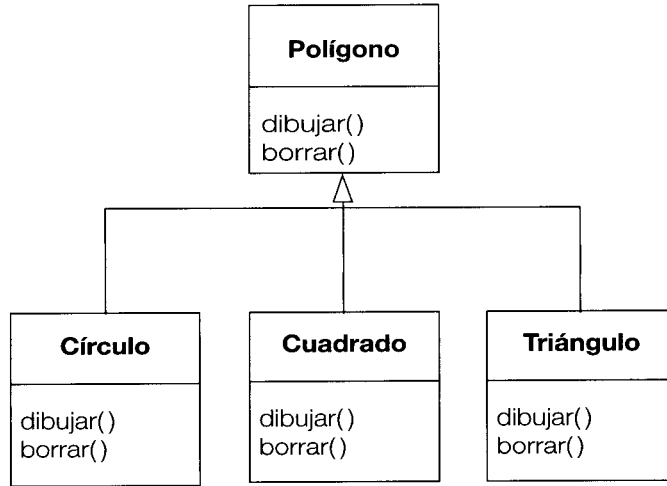 Polígono
dibujar()
borrar()
Círculo
dibujar()
borrar()
Cuadrado
dibujar()
borrar()
Triángulo
dibujar()
borrar()